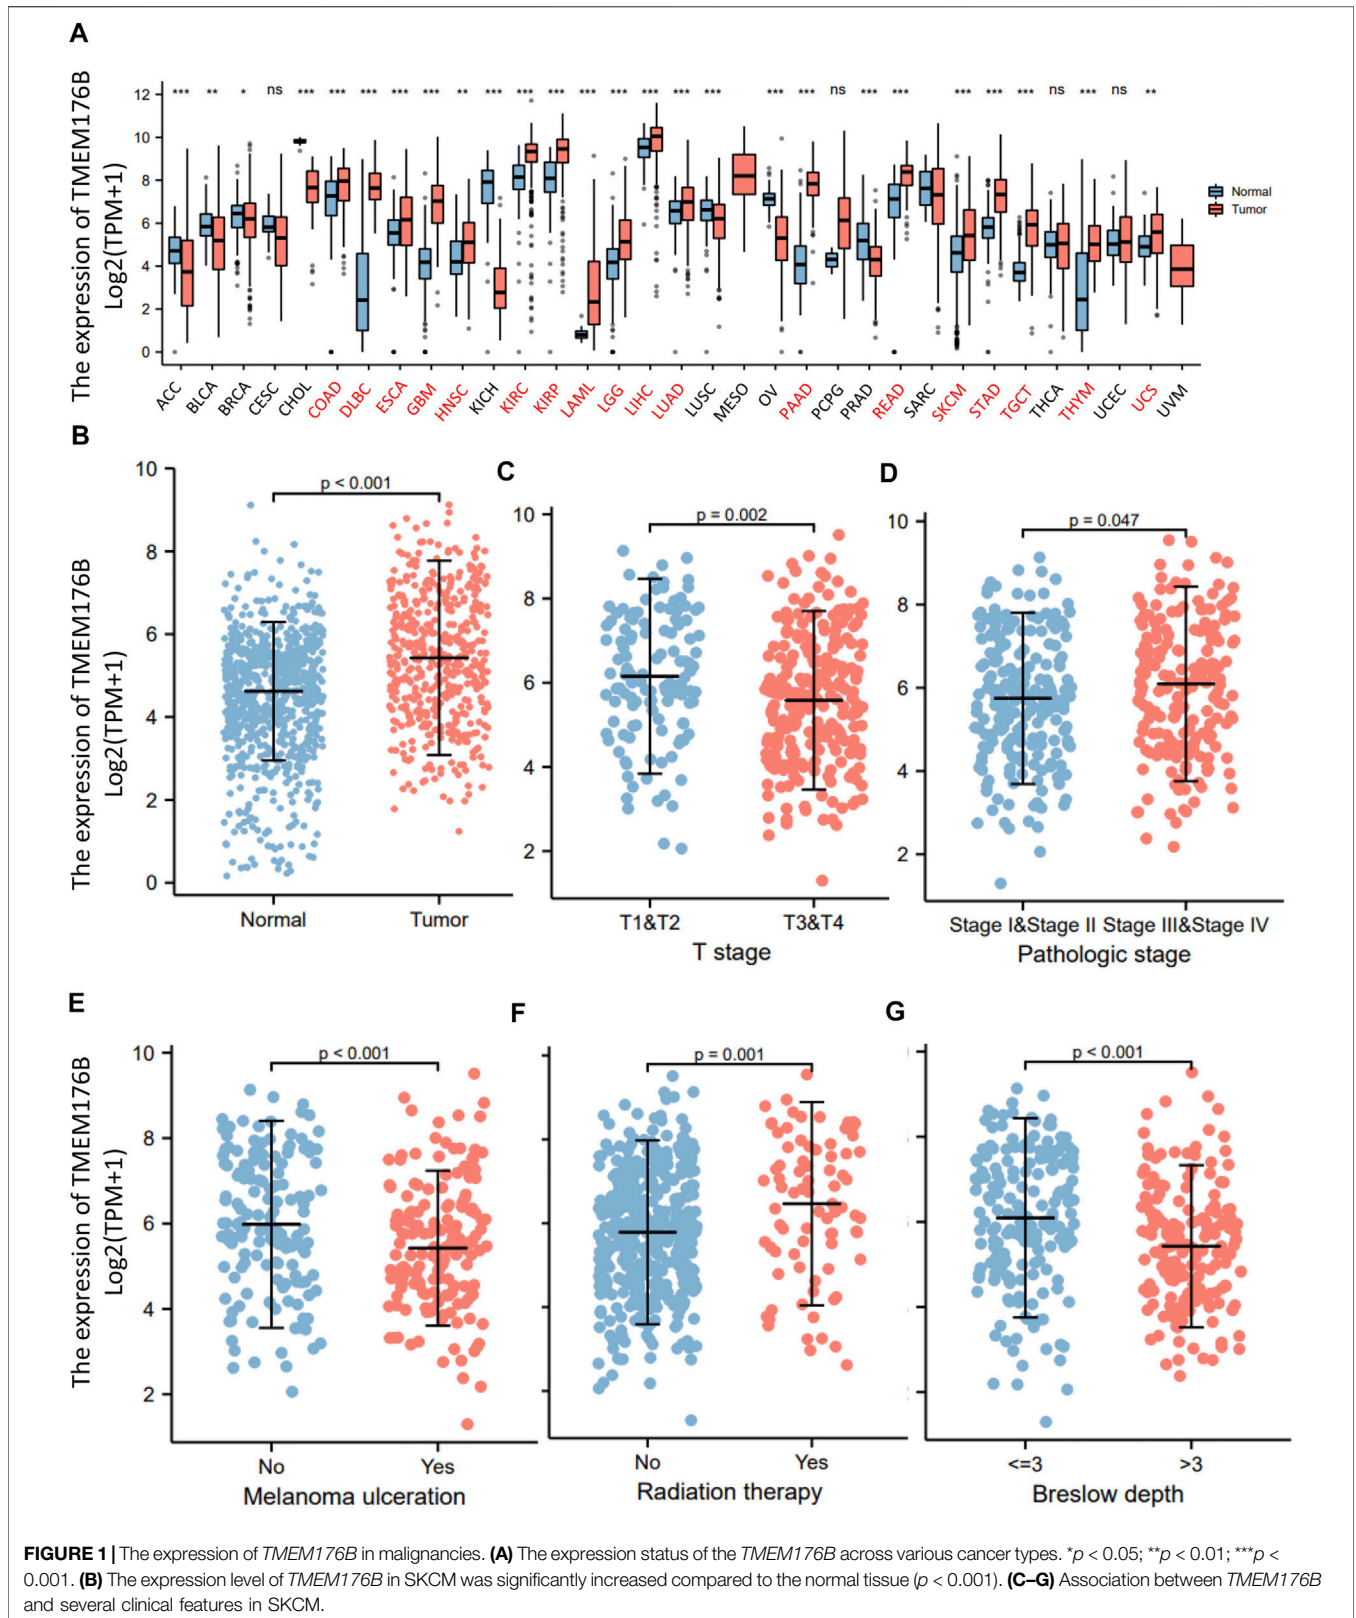 A
The expression of TMEM176B
Log2(TPM+1)
12
10
8
6
4
2
0
*** ** * ns *** *** *** *** *** ** *** *** *** *** *** *** *** *** *** *** ns *** *** *** *** *** ns *** ns **
Normal
Tumor
ACC BLCA BRCA CESC CHOL COAD DLBC ESCA GBM HNSC KICH KIRC KIRP LAML LGG LIHC LUAD LUSC MESO OV PAAD PCPG PRAD READ SARC SKCM STAD TGCT THCA THYM UCEC UCS UVM
B
The expression of TMEM176B
Log2(TPM+1)
10
8
6
4
2
0
p < 0.001
Normal Tumor
C
10
8
6
4
2
p = 0.002
T1&T2 T3&T4
T stage
D
10
8
6
4
2
p = 0.047
Stage I&Stage II Stage III&Stage IV
Pathologic stage
E
The expression of TMEM176B
Log2(TPM+1)
10
8
6
4
2
p < 0.001
No Yes
Melanoma ulceration
F
p = 0.001
No Yes
Radiation therapy
G
p < 0.001
<=3 >3
Breslow depth
FIGURE 1 | The expression of TMEM176B in malignancies. (A) The expression status of the TMEM176B across various cancer types. *p < 0.05; **p < 0.01; ***p <
0.001. (B) The expression level of TMEM176B in SKCM was significantly increased compared to the normal tissue (p < 0.001). (C–G) Association between TMEM176B
and several clinical features in SKCM.